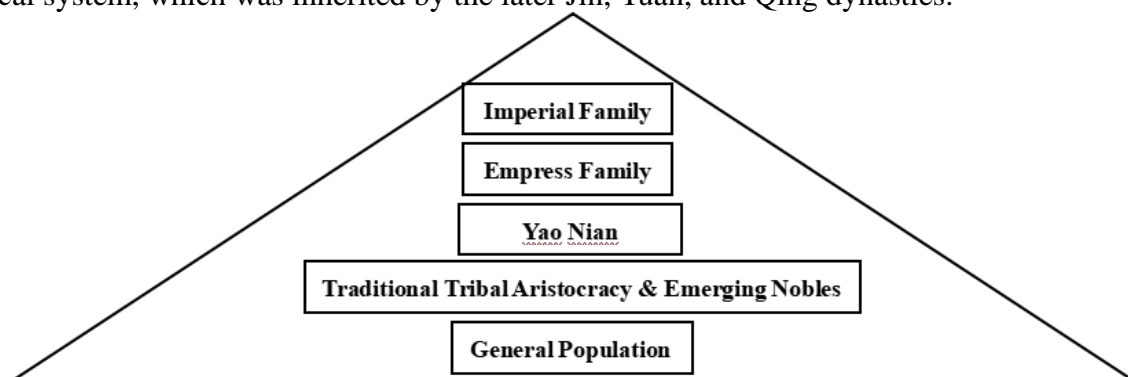 cal system, which was inherited by the later Jin, Yuan, and Qing dynasties.
Imperial Family
Empress Family
Yao Nian
Traditional Tribal Aristocracy & Emerging Nobles
General Population